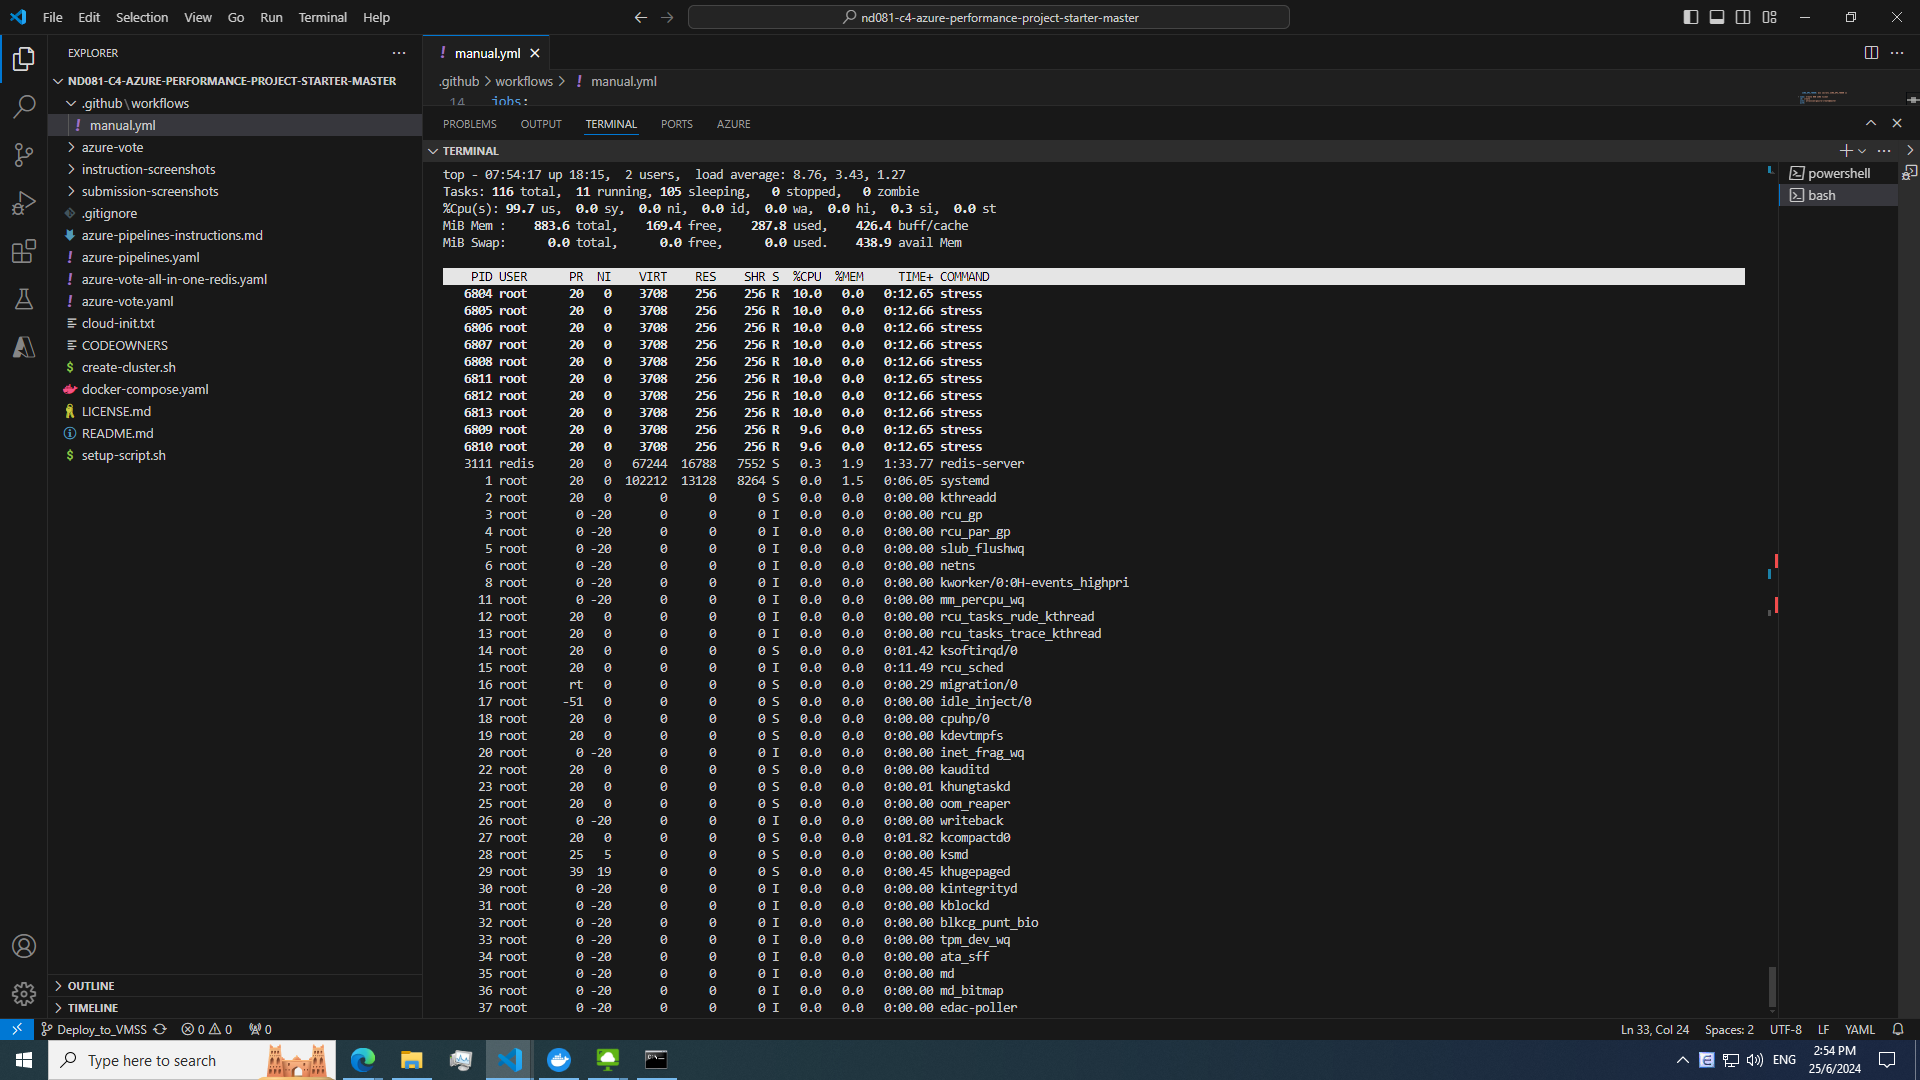 File Edit Selection View Go Run Terminal Help
nd081-c4-azure-performance-project-starter-master
EXPLORER
ND081-C4-AZURE-PERFORMANCE-PROJECT-STARTER-MASTER
.github\workflows
manual.yml
azure-vote
instruction-screenshots
submission-screenshots
.gitignore
azure-pipelines-instructions.md
azure-pipelines.yaml
azure-vote-all-in-one-redis.yaml
azure-vote.yaml
cloud-init.txt
CODEOWNERS
create-cluster.sh
docker-compose.yaml
LICENSE.md
README.md
setup-script.sh
OUTLINE
TIMELINE
manual.yml
.github > workflows > ! manual.yml
14 jobs:
PROBLEMS OUTPUT TERMINAL PORTS AZURE
TERMINAL
powershell
bash
top - 07:54:17 up 18:15, 2 users, load average: 8.76, 3.43, 1.27
Tasks: 116 total, 11 running, 105 sleeping, 0 stopped, 0 zombie
%Cpu(s): 99.7 us, 0.0 sy, 0.0 ni, 0.0 id, 0.0 wa, 0.0 hi, 0.3 si, 0.0 st
MiB Mem : 883.6 total, 169.4 free, 287.8 used, 426.4 buff/cache
MiB Swap: 0.0 total, 0.0 free, 0.0 used. 438.9 avail Mem
PID USER PR NI VIRT RES SHR S %CPU %MEM TIME+ COMMAND
6804 root 20 0 3708 256 256 R 10.0 0.0 0:12.65 stress
6805 root 20 0 3708 256 256 R 10.0 0.0 0:12.66 stress
6806 root 20 0 3708 256 256 R 10.0 0.0 0:12.66 stress
6807 root 20 0 3708 256 256 R 10.0 0.0 0:12.66 stress
6808 root 20 0 3708 256 256 R 10.0 0.0 0:12.66 stress
6811 root 20 0 3708 256 256 R 10.0 0.0 0:12.65 stress
6812 root 20 0 3708 256 256 R 10.0 0.0 0:12.66 stress
6813 root 20 0 3708 256 256 R 10.0 0.0 0:12.66 stress
6809 root 20 0 3708 256 256 R 9.6 0.0 0:12.65 stress
6810 root 20 0 3708 256 256 R 9.6 0.0 0:12.65 stress
3111 redis 20 0 67244 16788 7552 S 0.3 1.9 1:33.77 redis-server
1 root 20 0 102212 13128 8264 S 0.0 1.5 0:06.05 systemd
2 root 20 0 0 0 0 S 0.0 0.0 0:00.00 kthreadd
3 root 0 -20 0 0 0 I 0.0 0.0 0:00.00 rcu_gp
4 root 0 -20 0 0 0 I 0.0 0.0 0:00.00 rcu_par_gp
5 root 0 -20 0 0 0 I 0.0 0.0 0:00.00 slub_flushwq
6 root 0 -20 0 0 0 I 0.0 0.0 0:00.00 netns
8 root 0 -20 0 0 0 I 0.0 0.0 0:00.00 kworker/0:0H-events_highpri
11 root 0 -20 0 0 0 I 0.0 0.0 0:00.00 mm_percpu_wq
12 root 20 0 0 0 0 I 0.0 0.0 0:00.00 rcu_tasks_rude_kthread
13 root 20 0 0 0 0 I 0.0 0.0 0:00.00 rcu_tasks_trace_kthread
14 root 20 0 0 0 0 S 0.0 0.0 0:01.42 ksoftirqd/0
15 root 20 0 0 0 0 I 0.0 0.0 0:11.49 rcu_sched
16 root rt 0 0 0 0 S 0.0 0.0 0:00.29 migration/0
17 root -51 0 0 0 0 S 0.0 0.0 0:00.00 idle_inject/0
18 root 20 0 0 0 0 S 0.0 0.0 0:00.00 cpuhp/0
19 root 20 0 0 0 0 S 0.0 0.0 0:00.00 kdevtmpfs
20 root 0 -20 0 0 0 I 0.0 0.0 0:00.00 inet_frag_wq
22 root 20 0 0 0 0 S 0.0 0.0 0:00.00 kauditd
23 root 20 0 0 0 0 S 0.0 0.0 0:00.01 khungtaskd
25 root 20 0 0 0 0 S 0.0 0.0 0:00.00 oom_reaper
26 root 0 -20 0 0 0 I 0.0 0.0 0:00.00 writeback
27 root 20 0 0 0 0 S 0.0 0.0 0:01.82 kcompactd0
28 root 25 5 0 0 0 S 0.0 0.0 0:00.00 ksmd
29 root 39 19 0 0 0 S 0.0 0.0 0:00.45 khugepaged
30 root 0 -20 0 0 0 I 0.0 0.0 0:00.00 kintegrityd
31 root 0 -20 0 0 0 I 0.0 0.0 0:00.00 kblockd
32 root 0 -20 0 0 0 I 0.0 0.0 0:00.00 blkcg_punt_bio
33 root 0 -20 0 0 0 I 0.0 0.0 0:00.00 tpm_dev_wq
34 root 0 -20 0 0 0 I 0.0 0.0 0:00.00 ata_sff
35 root 0 -20 0 0 0 I 0.0 0.0 0:00.00 md
36 root 0 -20 0 0 0 I 0.0 0.0 0:00.00 md_bitmap
37 root 0 -20 0 0 0 I 0.0 0.0 0:00.00 edac-poller
Deploy_to_VMSS 0 0 0 Ln 33, Col 24 Spaces: 2 UTF-8 LF YAML
Type here to search
ENG
2:54 PM
25/6/2024